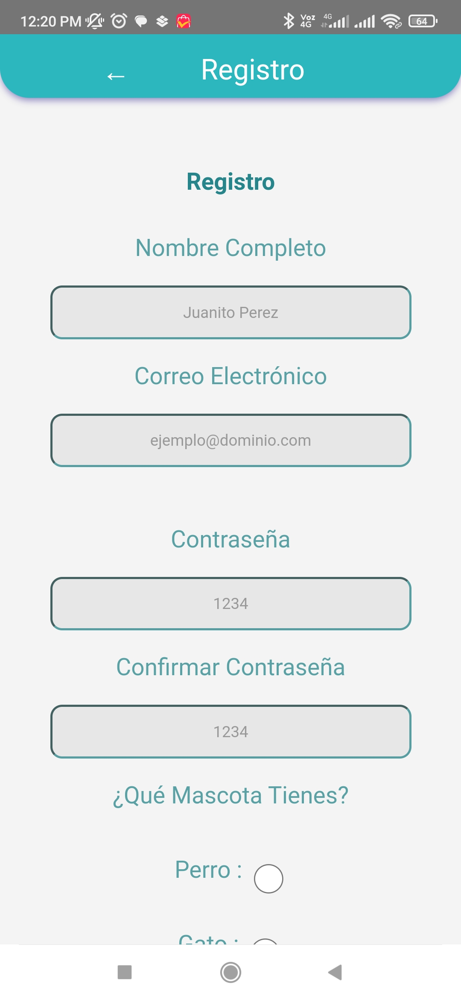 12:20 PM
Voz
4G
4G
64
← Registro
Registro
Nombre Completo
Juanito Perez
Correo Electrónico
ejemplo@dominio.com
Contraseña
1234
Confirmar Contraseña
1234
¿Qué Mascota Tienes?
Perro :
Gato :